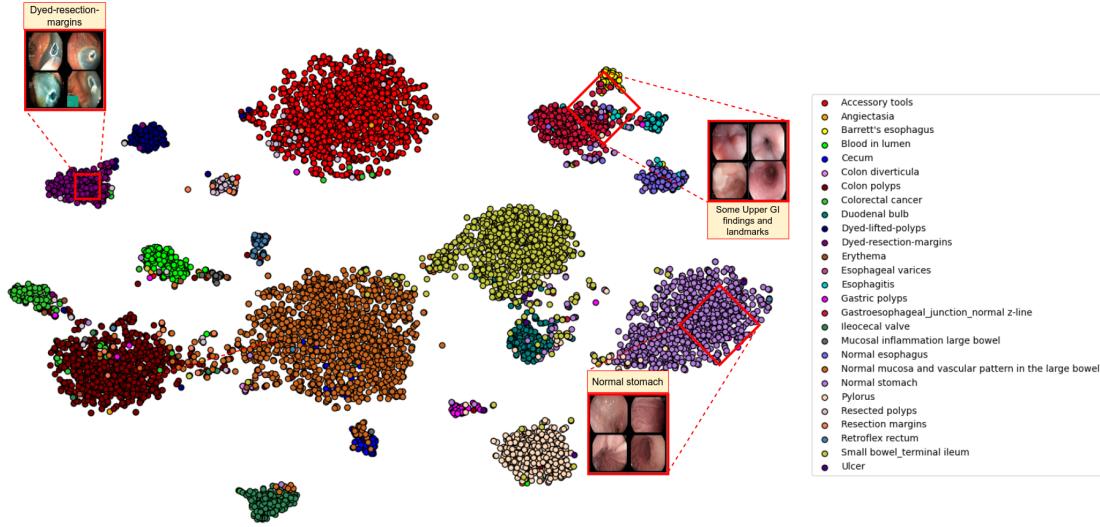 Dyed-resection-
margins
Some Upper GI
findings and
landmarks
Normal stomach
Accessory tools
Angiectasia
Barrett's esophagus
Blood in lumen
Cecum
Colon diverticula
Colon polyps
Colorectal cancer
Duodenal bulb
Dyed-lifted-polyps
Dyed-resection-margins
Erythema
Esophageal varices
Esophagitis
Gastric polyps
Gastroesophageal_junction_normal z-line
Ileocecal valve
Mucosal inflammation large bowel
Normal esophagus
Normal mucosa and vascular pattern in the large bowel
Normal stomach
Pylorus
Resected polyps
Resection margins
Retroflex rectum
Small bowel_terminal ileum
Ulcer